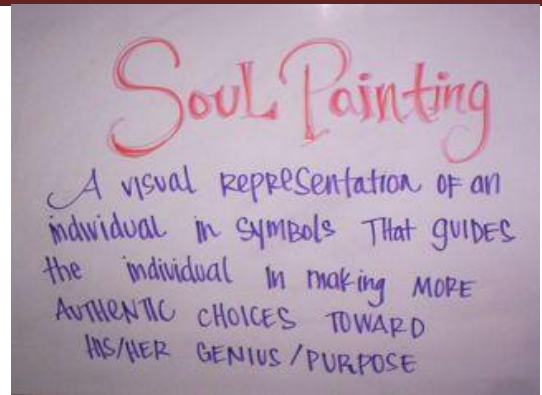 Soul Painting
A visual representation of an
individual in symbols that guides
the individual in making MORE
AUTHENTIC CHOICES TOWARD
HIS/HER GENIUS/PURPOSE